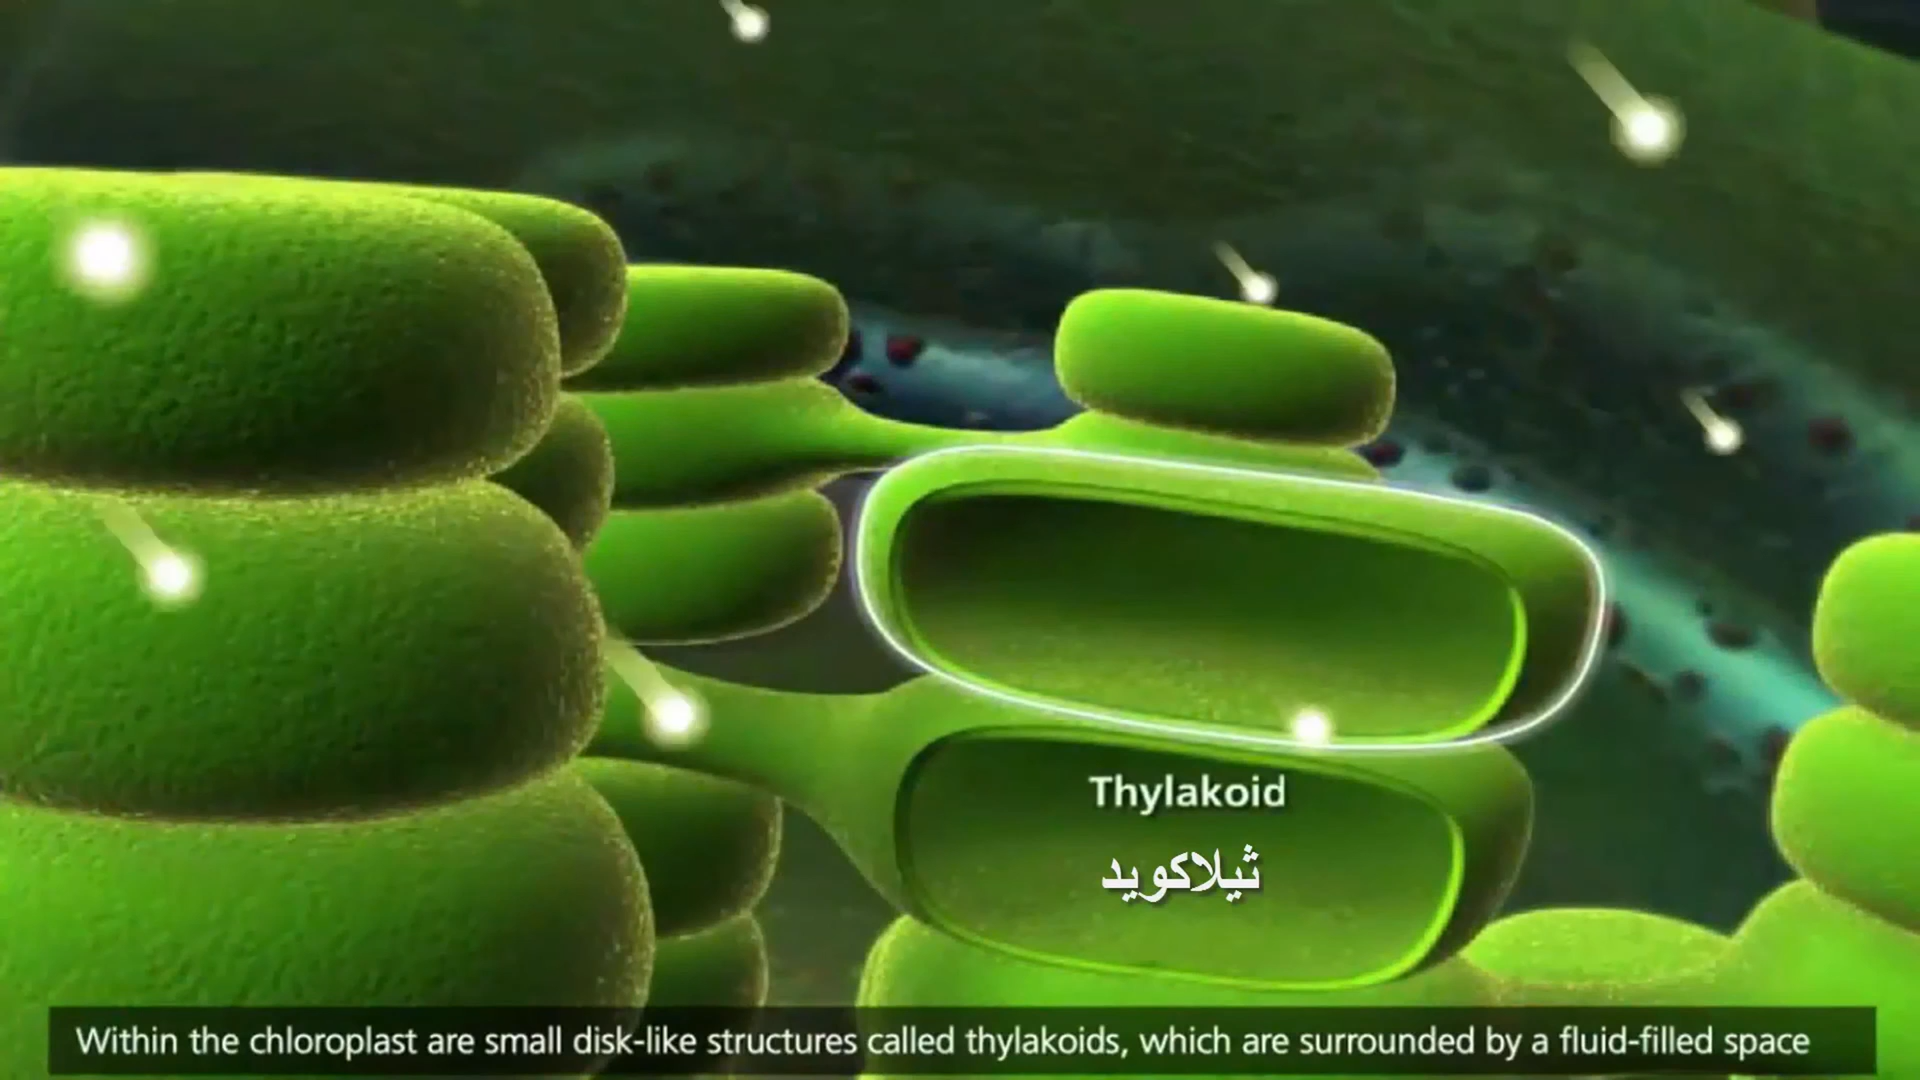 Thylakoid
ثيلاكويد
Within the chloroplast are small disk-like structures called thylakoids, which are surrounded by a fluid-filled space